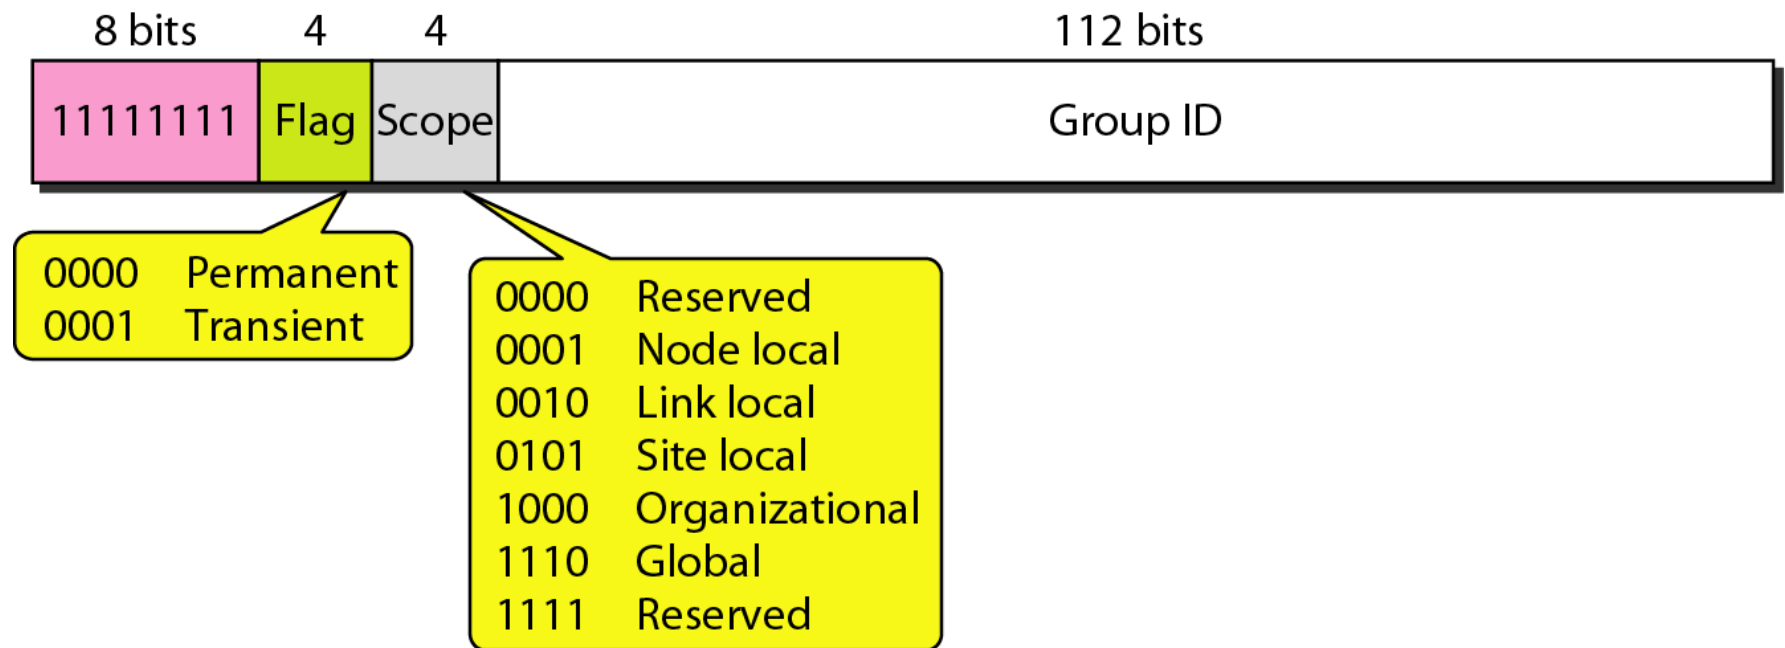 8 bits 4 4 112 bits
11111111 Flag Scope Group ID
0000 Permanent
0001 Transient
0000 Reserved
0001 Node local
0010 Link local
0101 Site local
1000 Organizational
1110 Global
1111 Reserved